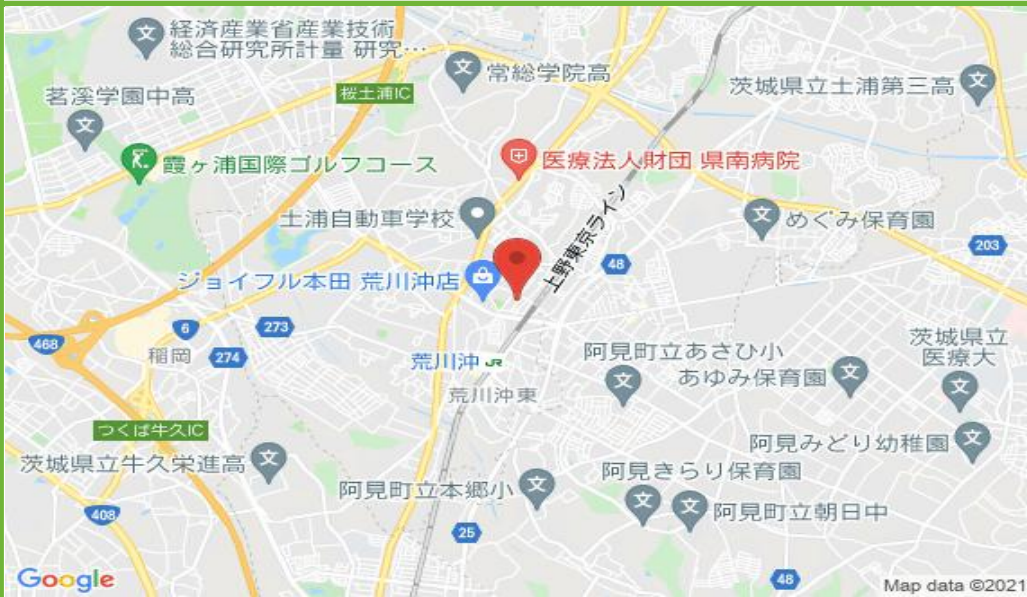 経済産業省産業技術
総合研究所計量 研究…
常総学院高
茨城県立土浦第三高
桜土浦IC
茗溪学園中高
霞ヶ浦国際ゴルフコース
医療法人財団 県南病院
土浦自動車学校
上野東京ライン
めぐみ保育園
203
48
ジョイフル本田 荒川沖店
6
273
468
稲岡
274
荒川沖 JR
荒川沖東
阿見町立あさひ小
あゆみ保育園
茨城県立
医療大
つくば牛久IC
茨城県立牛久栄進高
阿見みどり幼稚園
阿見町立本郷小
阿見きらり保育園
阿見町立朝日中
408
25
48
Google
Map data ©2021